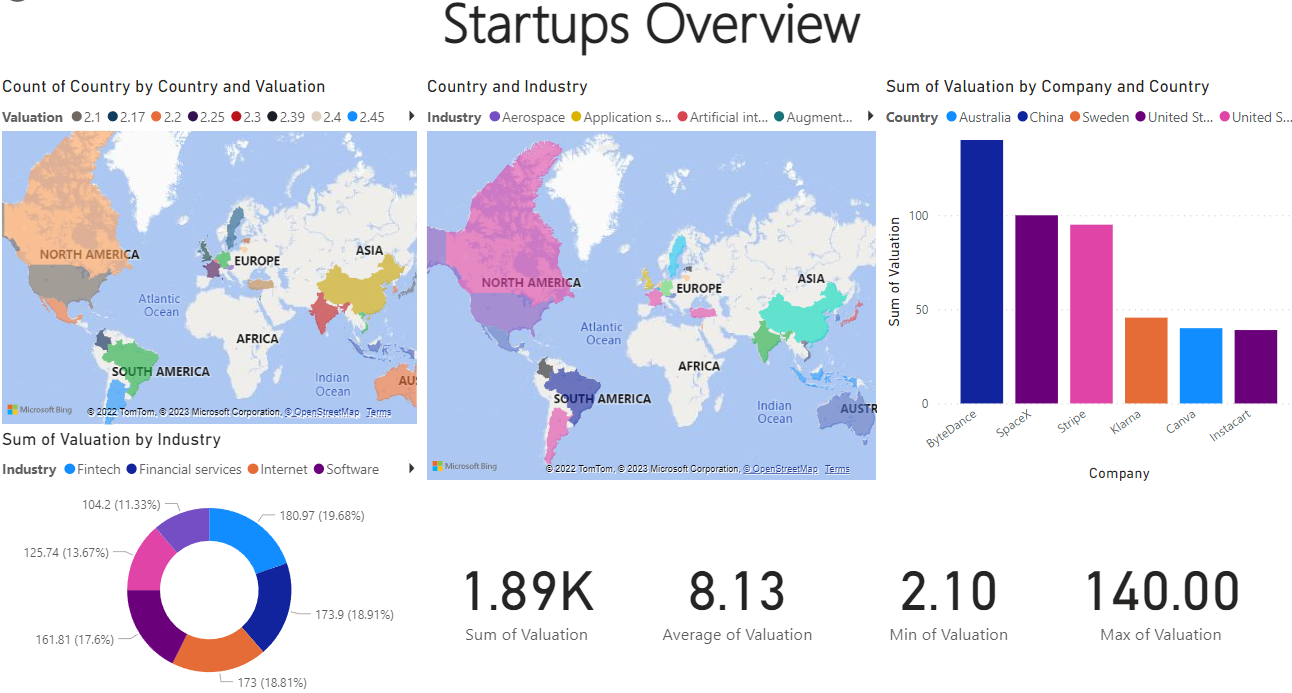 Startups Overview
Count of Country by Country and Valuation
Valuation 2.1 2.17 2.2 2.25 2.3 2.39 2.4 2.45
NORTH AMERICA
EUROPE
ASIA
Atlantic
Ocean
AFRICA
SOUTH AMERICA
Indian
Ocean
AUS
Microsoft Bing
© 2022 TomTom, © 2023 Microsoft Corporation, © OpenStreetMap Terms
Country and Industry
Industry Aerospace Application s... Artificial int... Augment...
NORTH AMERICA
EUROPE
ASIA
Atlantic
Ocean
AFRICA
SOUTH AMERICA
Indian
Ocean
AUSTR
Microsoft Bing
© 2022 TomTom, © 2023 Microsoft Corporation, © OpenStreetMap Terms
Sum of Valuation by Company and Country
Country Australia China Sweden United St... United S...
Sum of Valuation
100
50
0
ByteDance
SpaceX
Stripe
Klarna
Canva
Instacart
Company
Sum of Valuation by Industry
Industry Fintech Financial services Internet Software
104.2 (11.33%)
180.97 (19.68%)
125.74 (13.67%)
173.9 (18.91%)
161.81 (17.6%)
173 (18.81%)
1.89K
Sum of Valuation
8.13
Average of Valuation
2.10
Min of Valuation
140.00
Max of Valuation